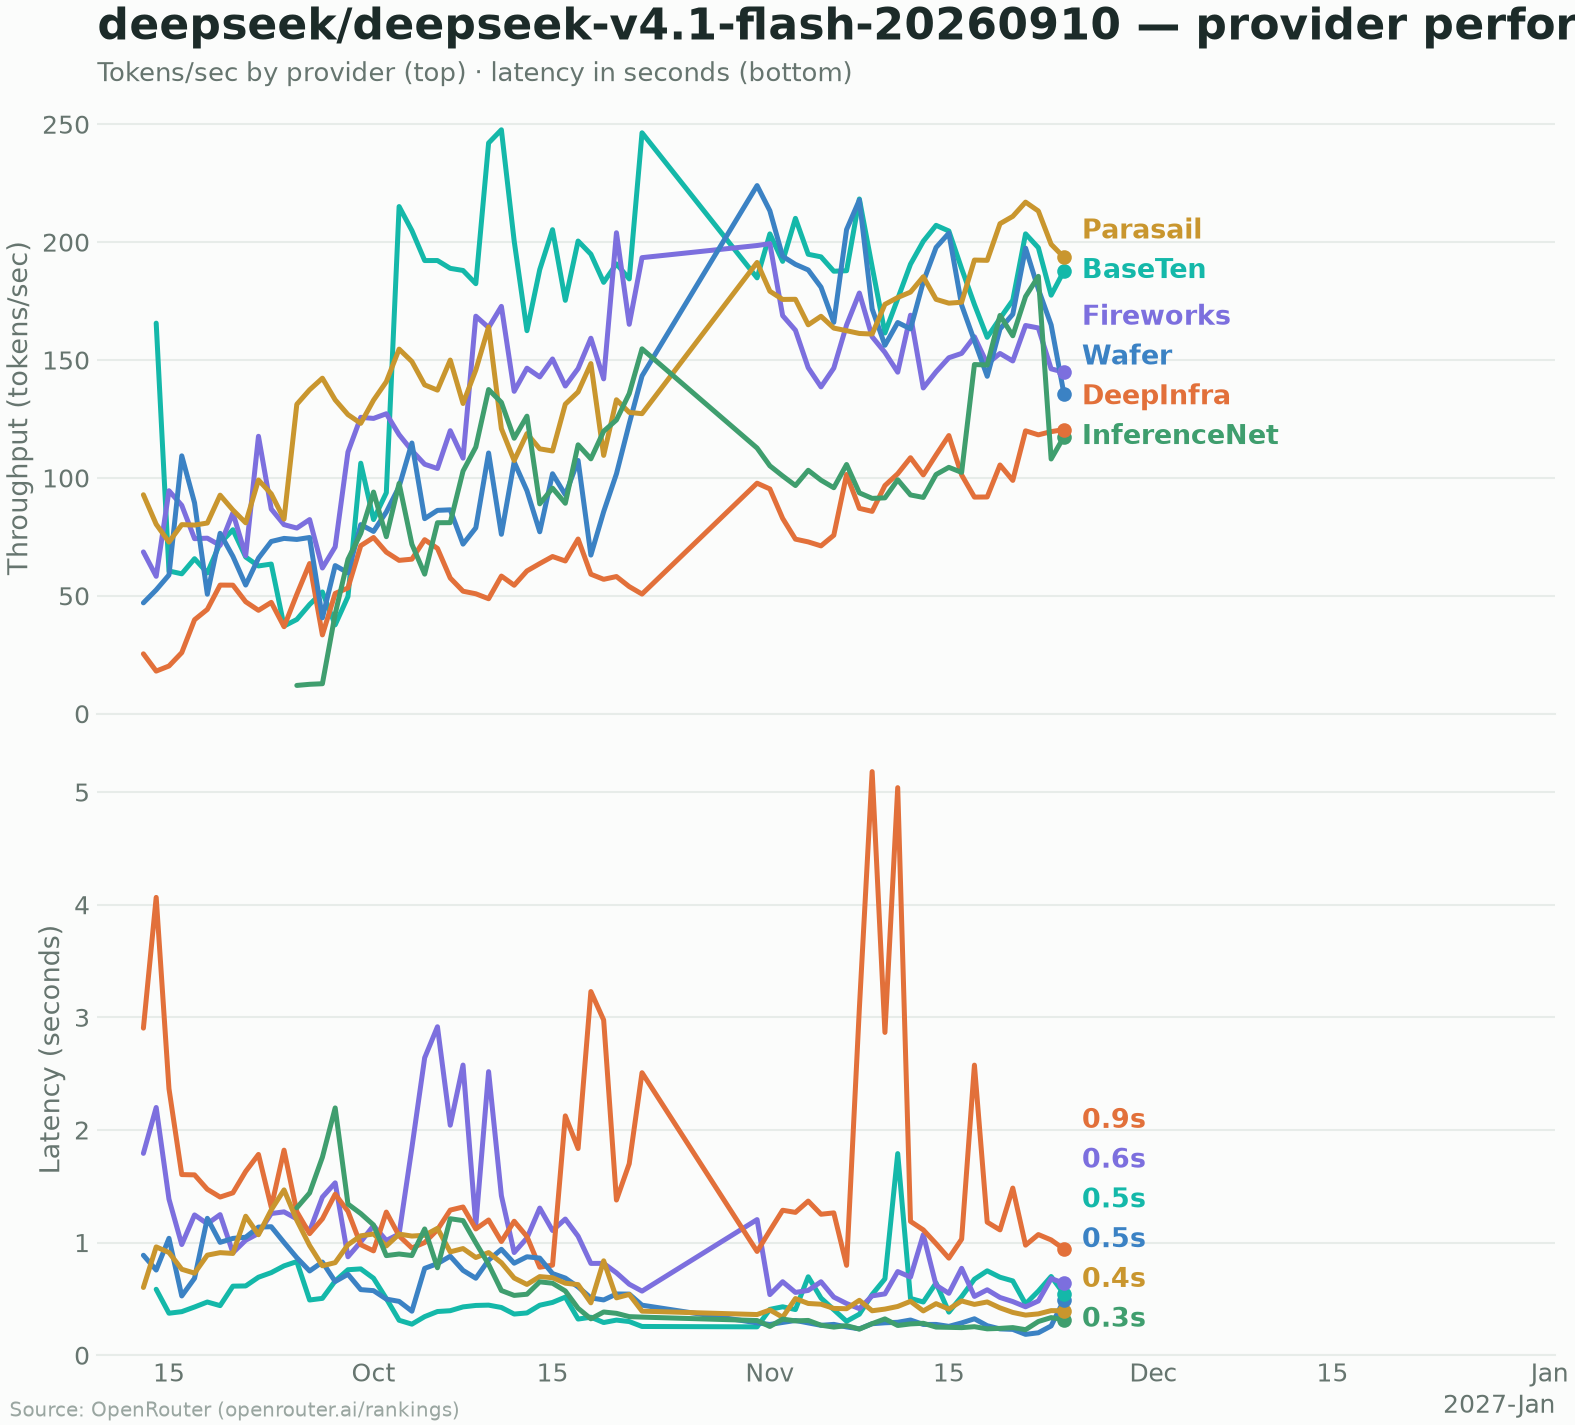 deepseek/deepseek-v4.1-flash-20260910 — provider perfor
Tokens/sec by provider (top) · latency in seconds (bottom)
Throughput (tokens/sec)
250
200
150
100
50
0
Parasail
BaseTen
Fireworks
Wafer
DeepInfra
InferenceNet
Latency (seconds)
5
4
3
2
1
0
0.9s
0.6s
0.5s
0.5s
0.4s
0.3s
15
Oct
15
Nov
15
Dec
15
Jan
2027-Jan
Source: OpenRouter (openrouter.ai/rankings)